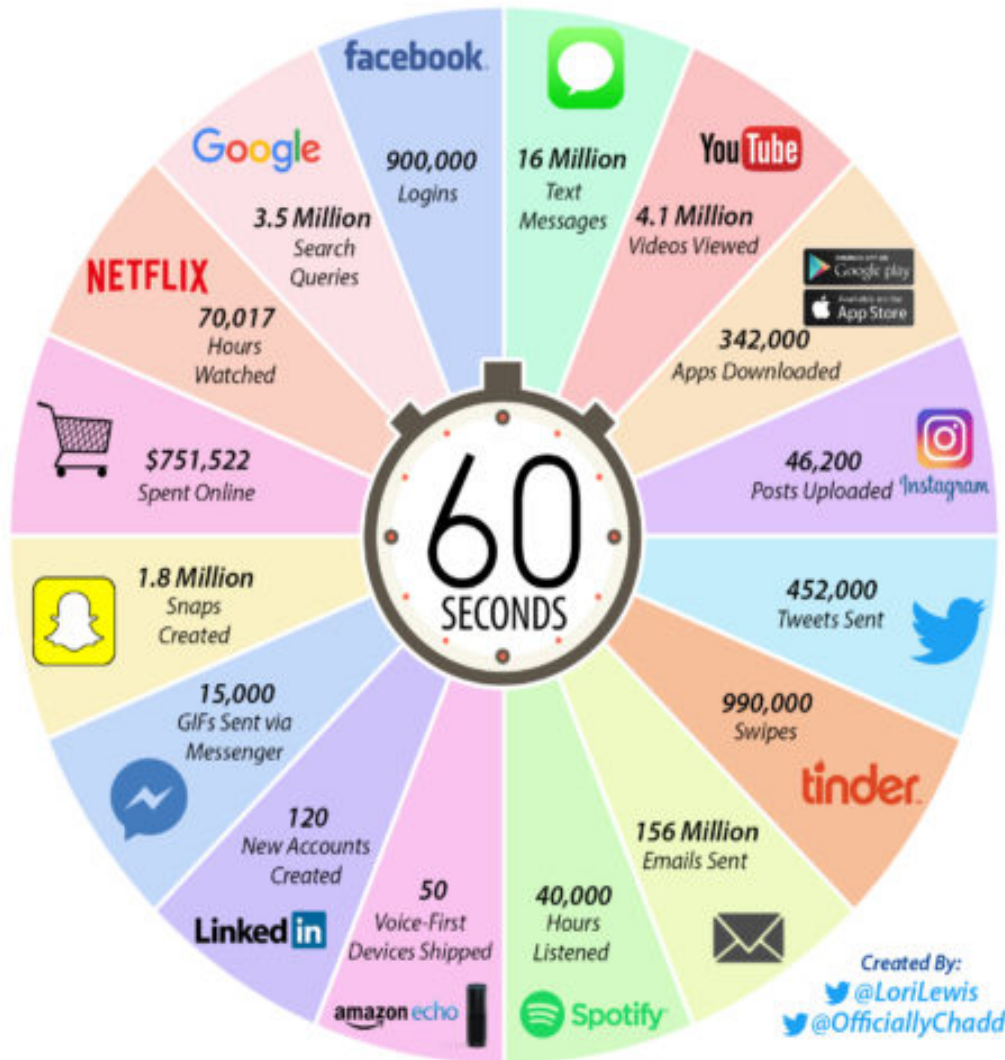 facebook
900,000
Logins
16 Million
Text
Messages
YouTube
4.1 Million
Videos Viewed
Google play
App Store
342,000
Apps Downloaded
Instagram
46,200
Posts Uploaded
452,000
Tweets Sent
990,000
Swipes
tinder
156 Million
Emails Sent
40,000
Hours
Listened
Spotify
50
Voice-First
Devices Shipped
amazon echo
120
New Accounts
Created
Linked in
15,000
GIFs Sent via
Messenger
1.8 Million
Snaps
Created
$751,522
Spent Online
NETFLIX
70,017
Hours
Watched
Google
3.5 Million
Search
Queries
60
SECONDS
Created By:
@LoriLewis
@OfficiallyChadd